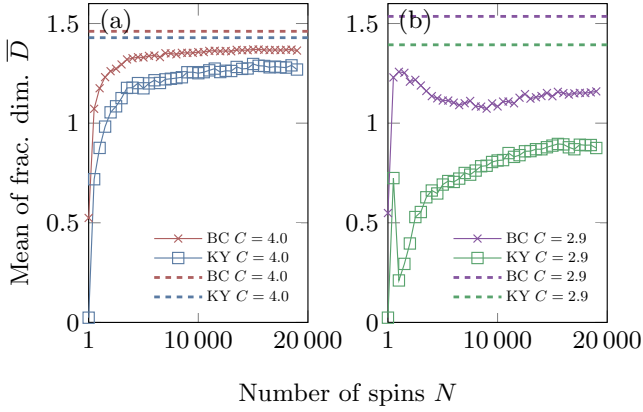 (a)
(b)
Mean of frac. dim. D̅
1.5
1
0.5
0
1.5
1
0.5
0
BC C = 4.0
KY C = 4.0
BC C = 4.0
KY C = 4.0
BC C = 2.9
KY C = 2.9
BC C = 2.9
KY C = 2.9
1 10 000 20 000
1 10 000 20 000
Number of spins N